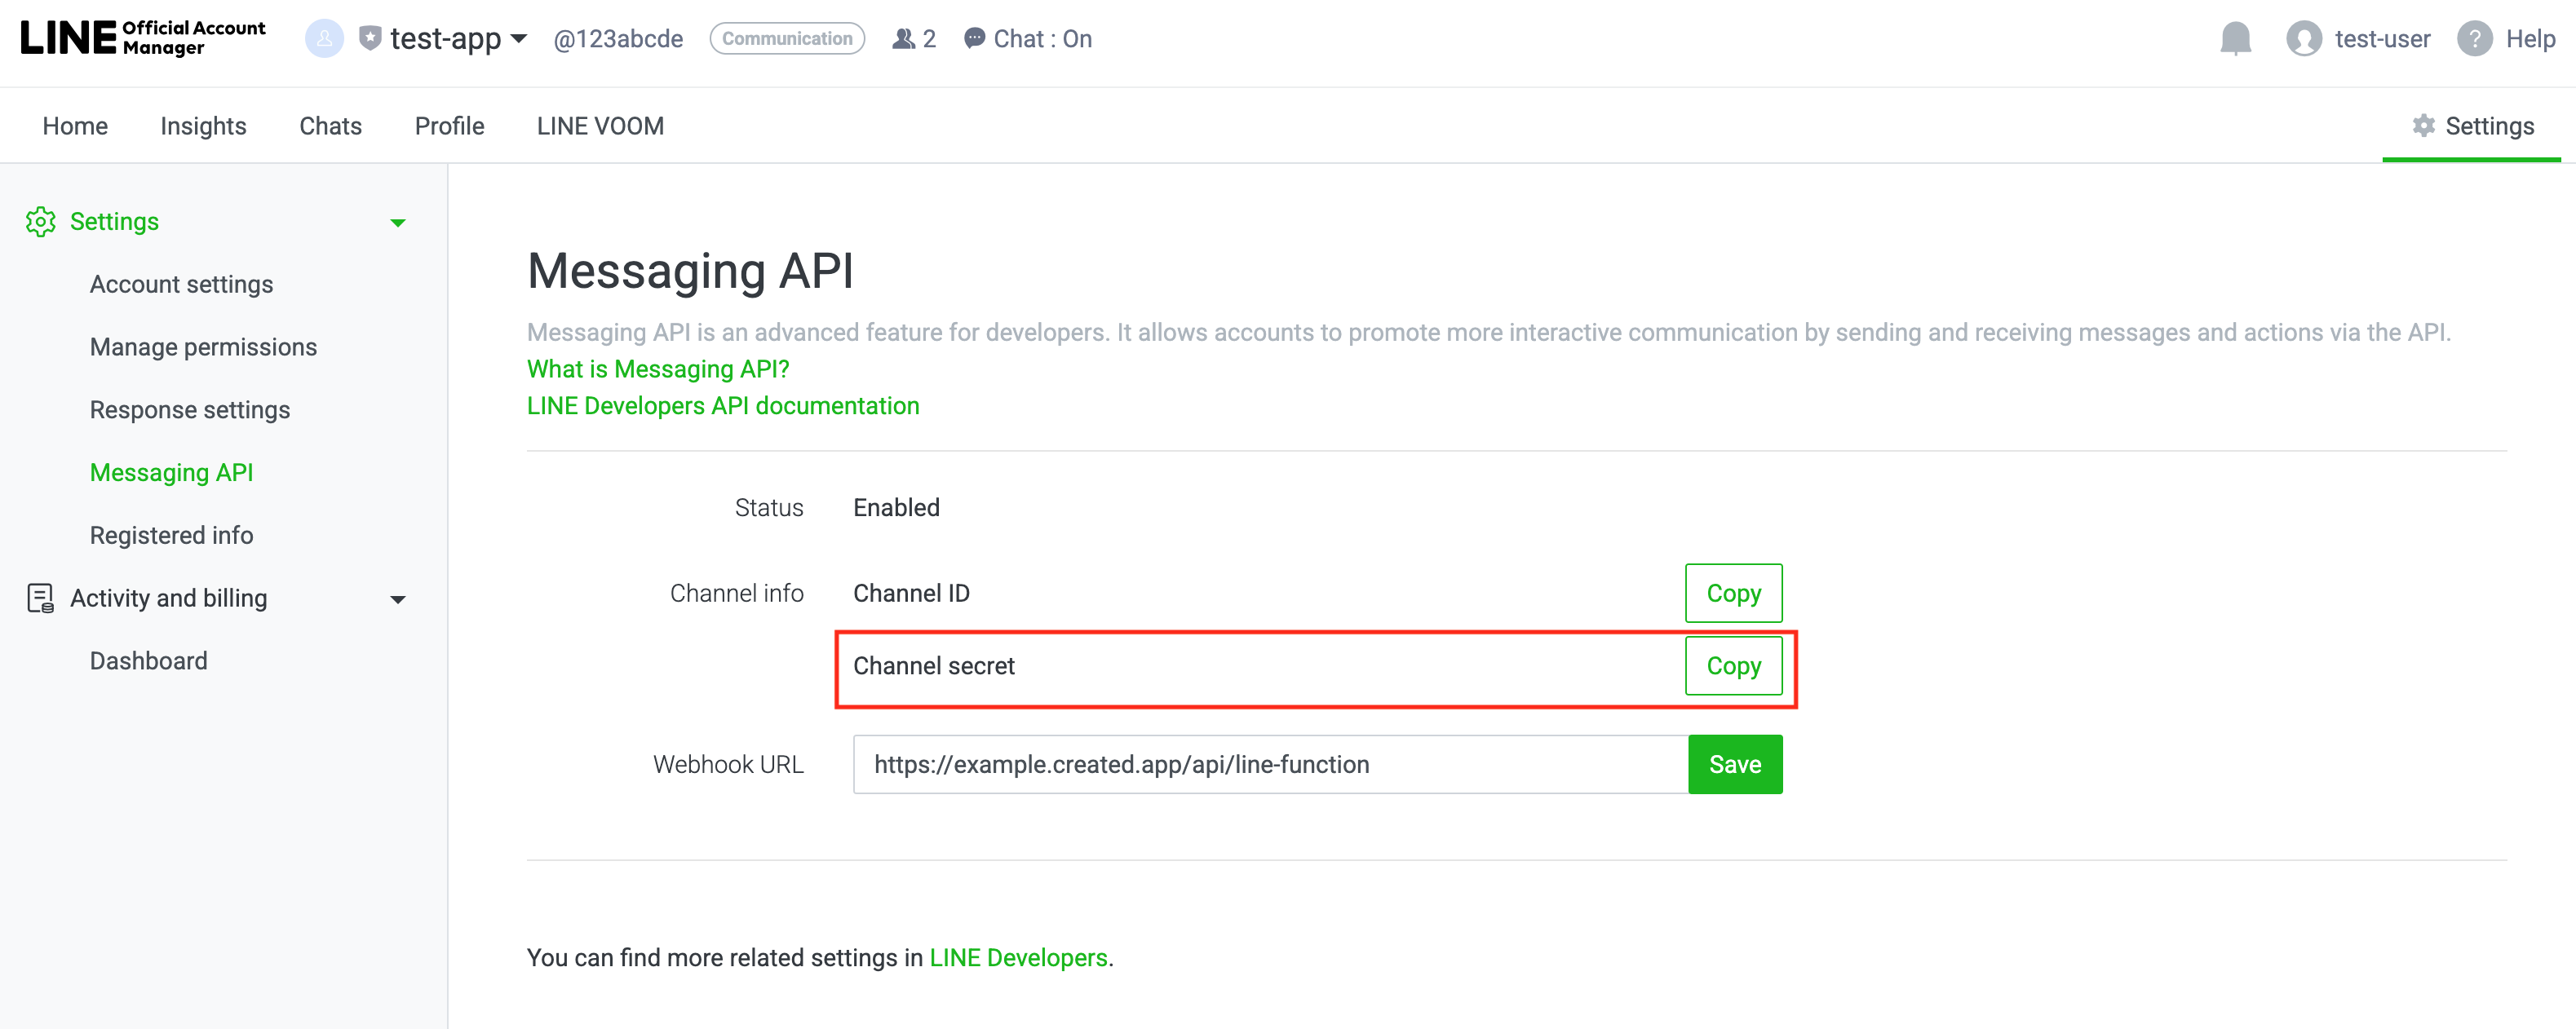 LINE Official Account Manager
test-app @123abcde Communication 2 Chat : On test-user ? Help
Home Insights Chats Profile LINE VOOM Settings
Settings
Account settings
Manage permissions
Response settings
Messaging API
Registered info
Activity and billing
Dashboard
Messaging API
Messaging API is an advanced feature for developers. It allows accounts to promote more interactive communication by sending and receiving messages and actions via the API.
What is Messaging API?
LINE Developers API documentation
Status Enabled
Channel info Channel ID Copy
Channel secret Copy
Webhook URL https://example.created.app/api/line-function Save
You can find more related settings in LINE Developers.